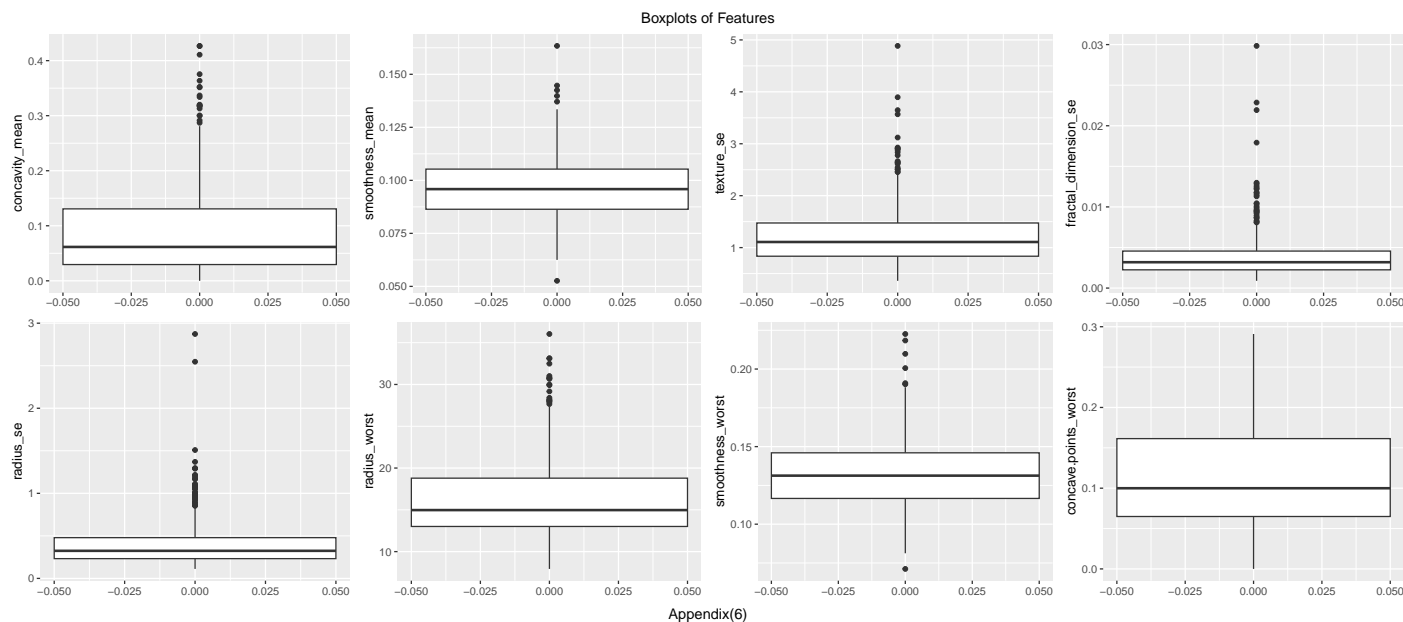 Boxplots of Features
concavity_mean
0.4
0.3
0.2
0.1
0.0
−0.050 −0.025 0.000 0.025 0.050
smoothness_mean
0.150
0.125
0.100
0.075
0.050
−0.050 −0.025 0.000 0.025 0.050
texture_se
5
4
3
2
1
−0.050 −0.025 0.000 0.025 0.050
fractal_dimension_se
0.03
0.02
0.01
0.00
−0.050 −0.025 0.000 0.025 0.050
radius_se
3
2
1
0
−0.050 −0.025 0.000 0.025 0.050
radius_worst
30
20
10
−0.050 −0.025 0.000 0.025 0.050
smoothness_worst
0.20
0.15
0.10
−0.050 −0.025 0.000 0.025 0.050
concave.points_worst
0.3
0.2
0.1
0.0
−0.050 −0.025 0.000 0.025 0.050
Appendix(6)